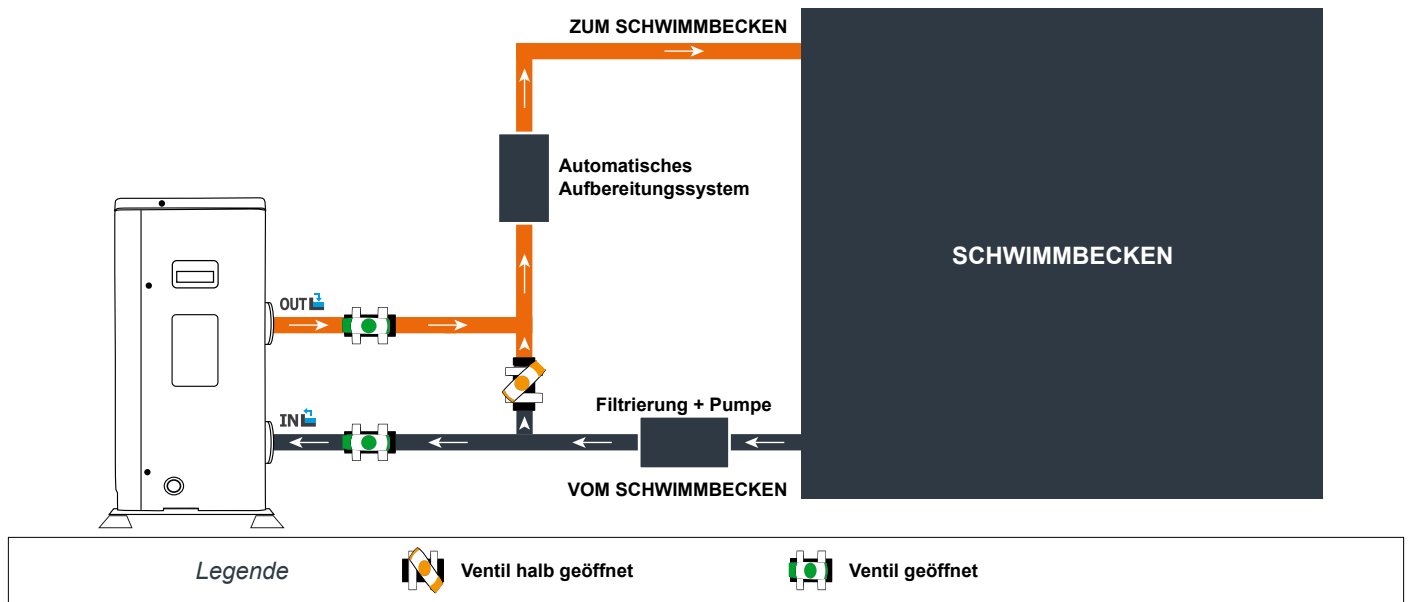 ZUM SCHWIMMBECKEN
Automatisches
Aufbereitungssystem
SCHWIMMBECKEN
OUT
IN
Filtrierung + Pumpe
VOM SCHWIMMBECKEN
Legende
Ventil halb geöffnet
Ventil geöffnet